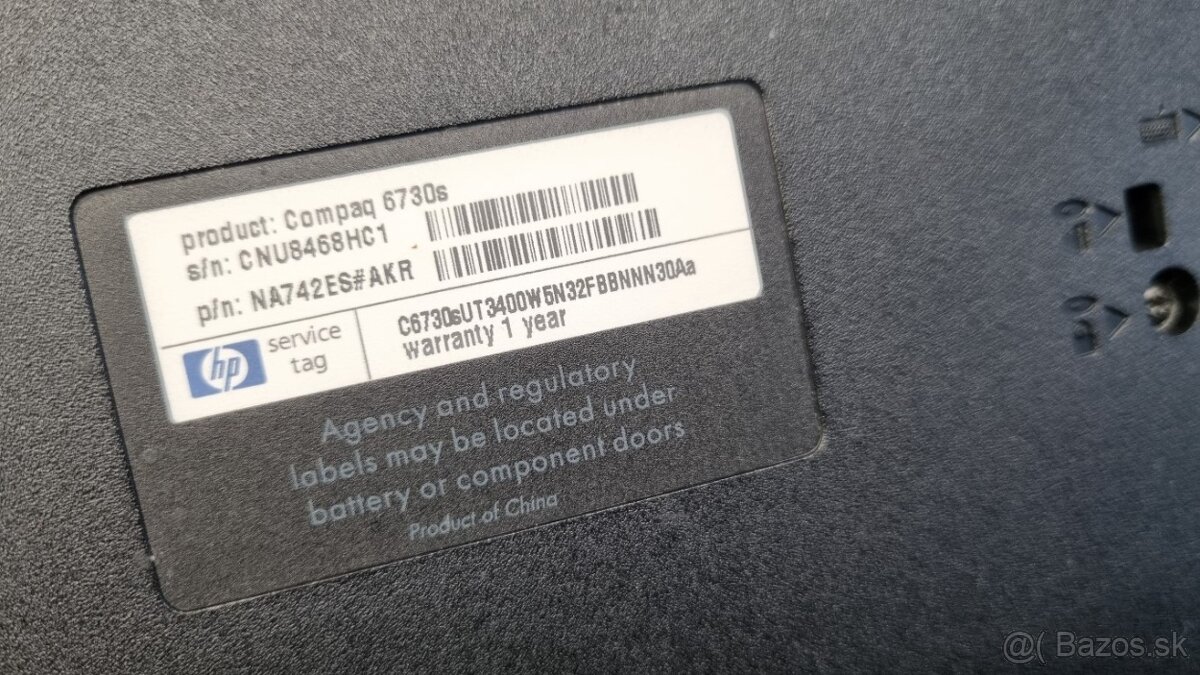 product: Compaq 6730s
s/n: CNU8468HC1
p/n: NA742ES#AKR
hp
service
tag
C6730sUT3400W5N32FBBNNN30Aa
warranty 1 year
Agency and regulatory
labels may be located under
battery or component doors
Product of China
@( Bazos.sk